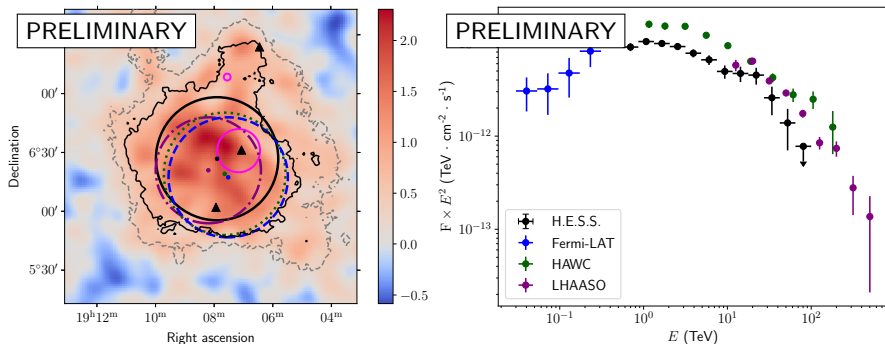 PRELIMINARY
2.0
1.5
1.0
0.5
0.0
−0.5
00′
6°30′
00′
5°30′
Declination
19ʰ12ᵐ
10ᵐ
08ᵐ
06ᵐ
04ᵐ
Right ascension
PRELIMINARY
10⁻¹²
10⁻¹³
F × E² (TeV · cm⁻² · s⁻¹)
H.E.S.S.
Fermi-LAT
HAWC
LHAASO
10⁻¹
10⁰
10¹
10²
E (TeV)